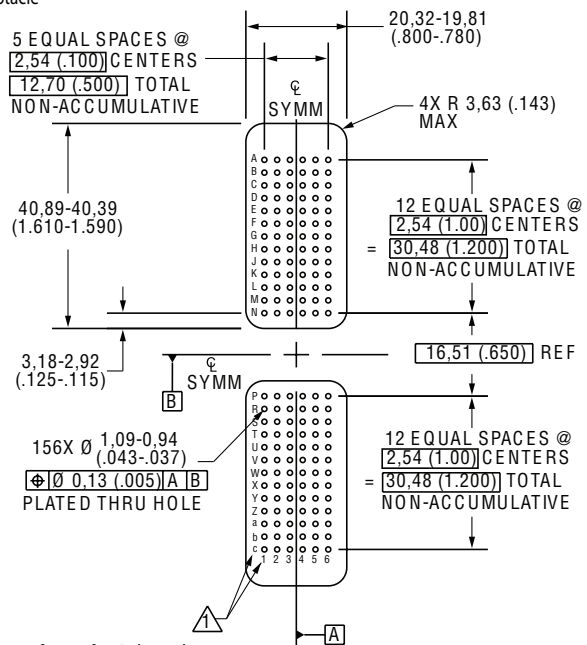 20,32-19,81
(.800-.780)
5 EQUAL SPACES @
2,54 (.100) CENTERS
12,70 (.500) TOTAL
NON-ACCUMULATIVE
℄
SYMM
4X R 3,63 (.143)
MAX
40,89-40,39
(1.610-1.590)
A
B
C
D
E
F
G
H
J
K
L
M
N
12 EQUAL SPACES @
2,54 (1.00) CENTERS
= 30,48 (1.200) TOTAL
NON-ACCUMULATIVE
3,18-2,92
(.125-.115)
℄
SYMM
B
16,51 (.650) REF
P
R
S
T
U
V
W
X
Y
Z
a
b
c
1 2 3 4 5 6
156X Ø 1,09-0,94
(.043-.037)
⌖ Ø 0,13 (.005) A B
PLATED THRU HOLE
12 EQUAL SPACES @
2,54 (1.00) CENTERS
= 30,48 (1.200) TOTAL
NON-ACCUMULATIVE
1
A